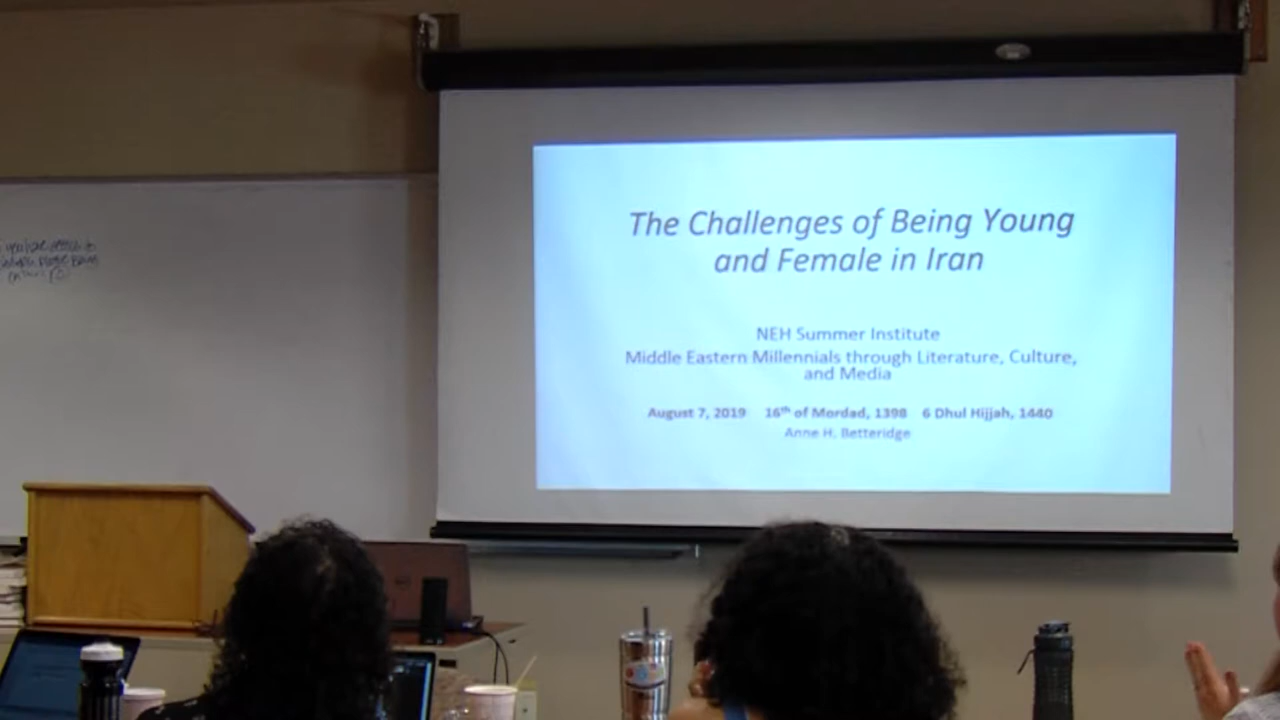 The Challenges of Being Young
and Female in Iran
NEH Summer Institute
Middle Eastern Millennials through Literature, Culture,
and Media
August 7, 2019 16th of Mordad, 1398 6 Dhul Hijjah, 1440
Anne H. Betteridge